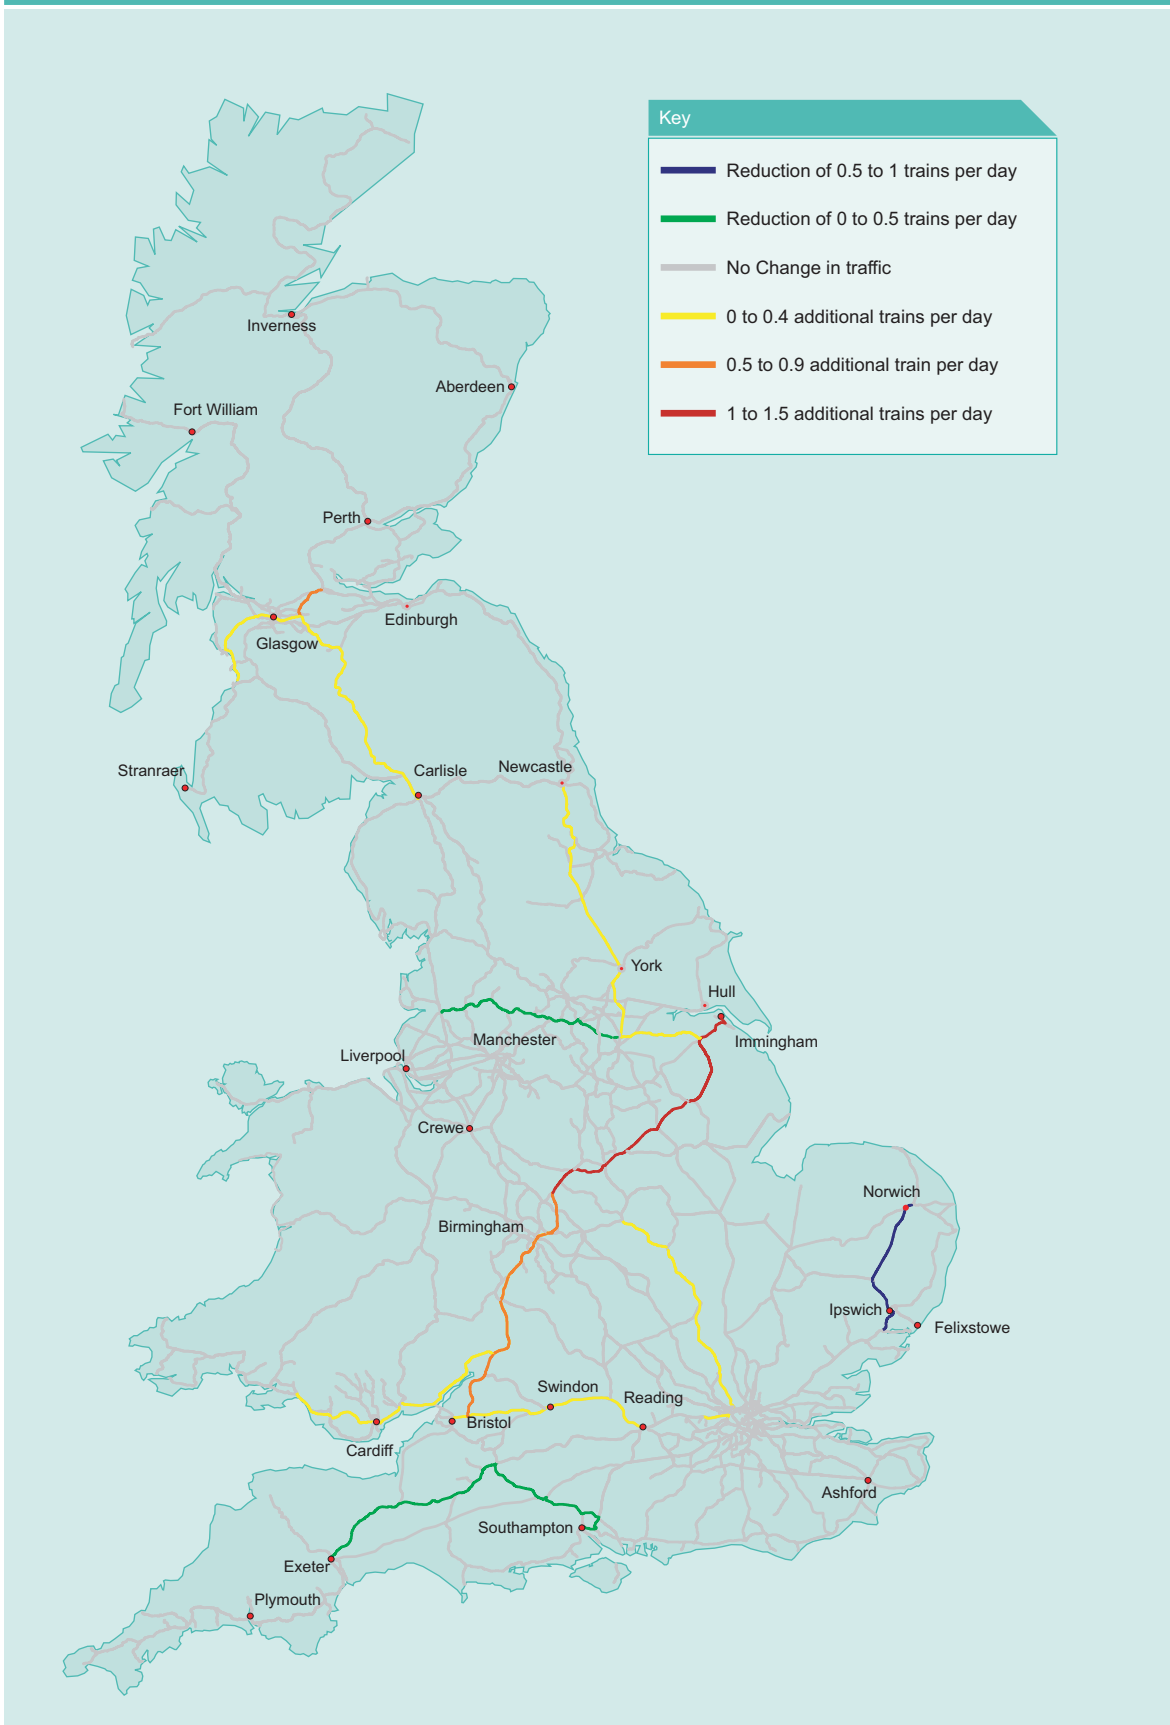 Key
Reduction of 0.5 to 1 trains per day
Reduction of 0 to 0.5 trains per day
No Change in traffic
0 to 0.4 additional trains per day
0.5 to 0.9 additional train per day
1 to 1.5 additional trains per day
Inverness
Aberdeen
Fort William
Perth
Edinburgh
Glasgow
Stranraer
Carlisle
Newcastle
York
Hull
Immingham
Manchester
Liverpool
Crewe
Norwich
Birmingham
Ipswich
Felixstowe
Swindon
Reading
Bristol
Cardiff
Ashford
Southampton
Exeter
Plymouth